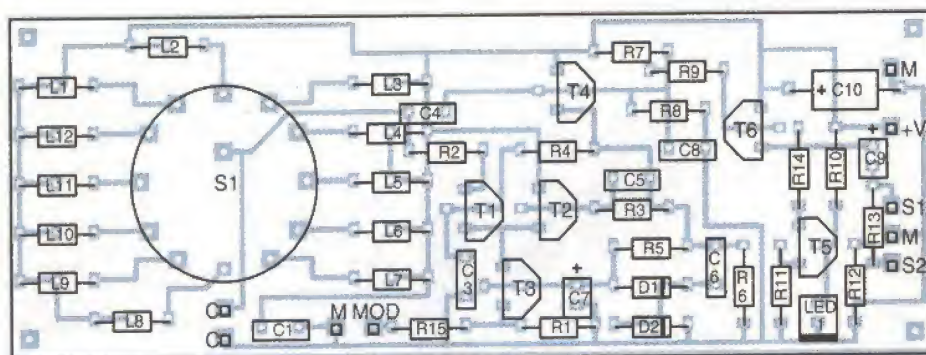 L2
R7
L1
L3
R9
M
T4
+ C10
C4
R8
L12
L4
T6
+
+V
R2
R4
C8
C9
R14
R10
L11
S1
L5
C5
T1
T2
R3
R13
S1
L10
L6
M
T5
R5
S2
L9
L7
C3
T3
+
C7
D1
C6
R6
R11
LED
1
R12
L8
C
C
C1
M MOD
R15
R1
D2